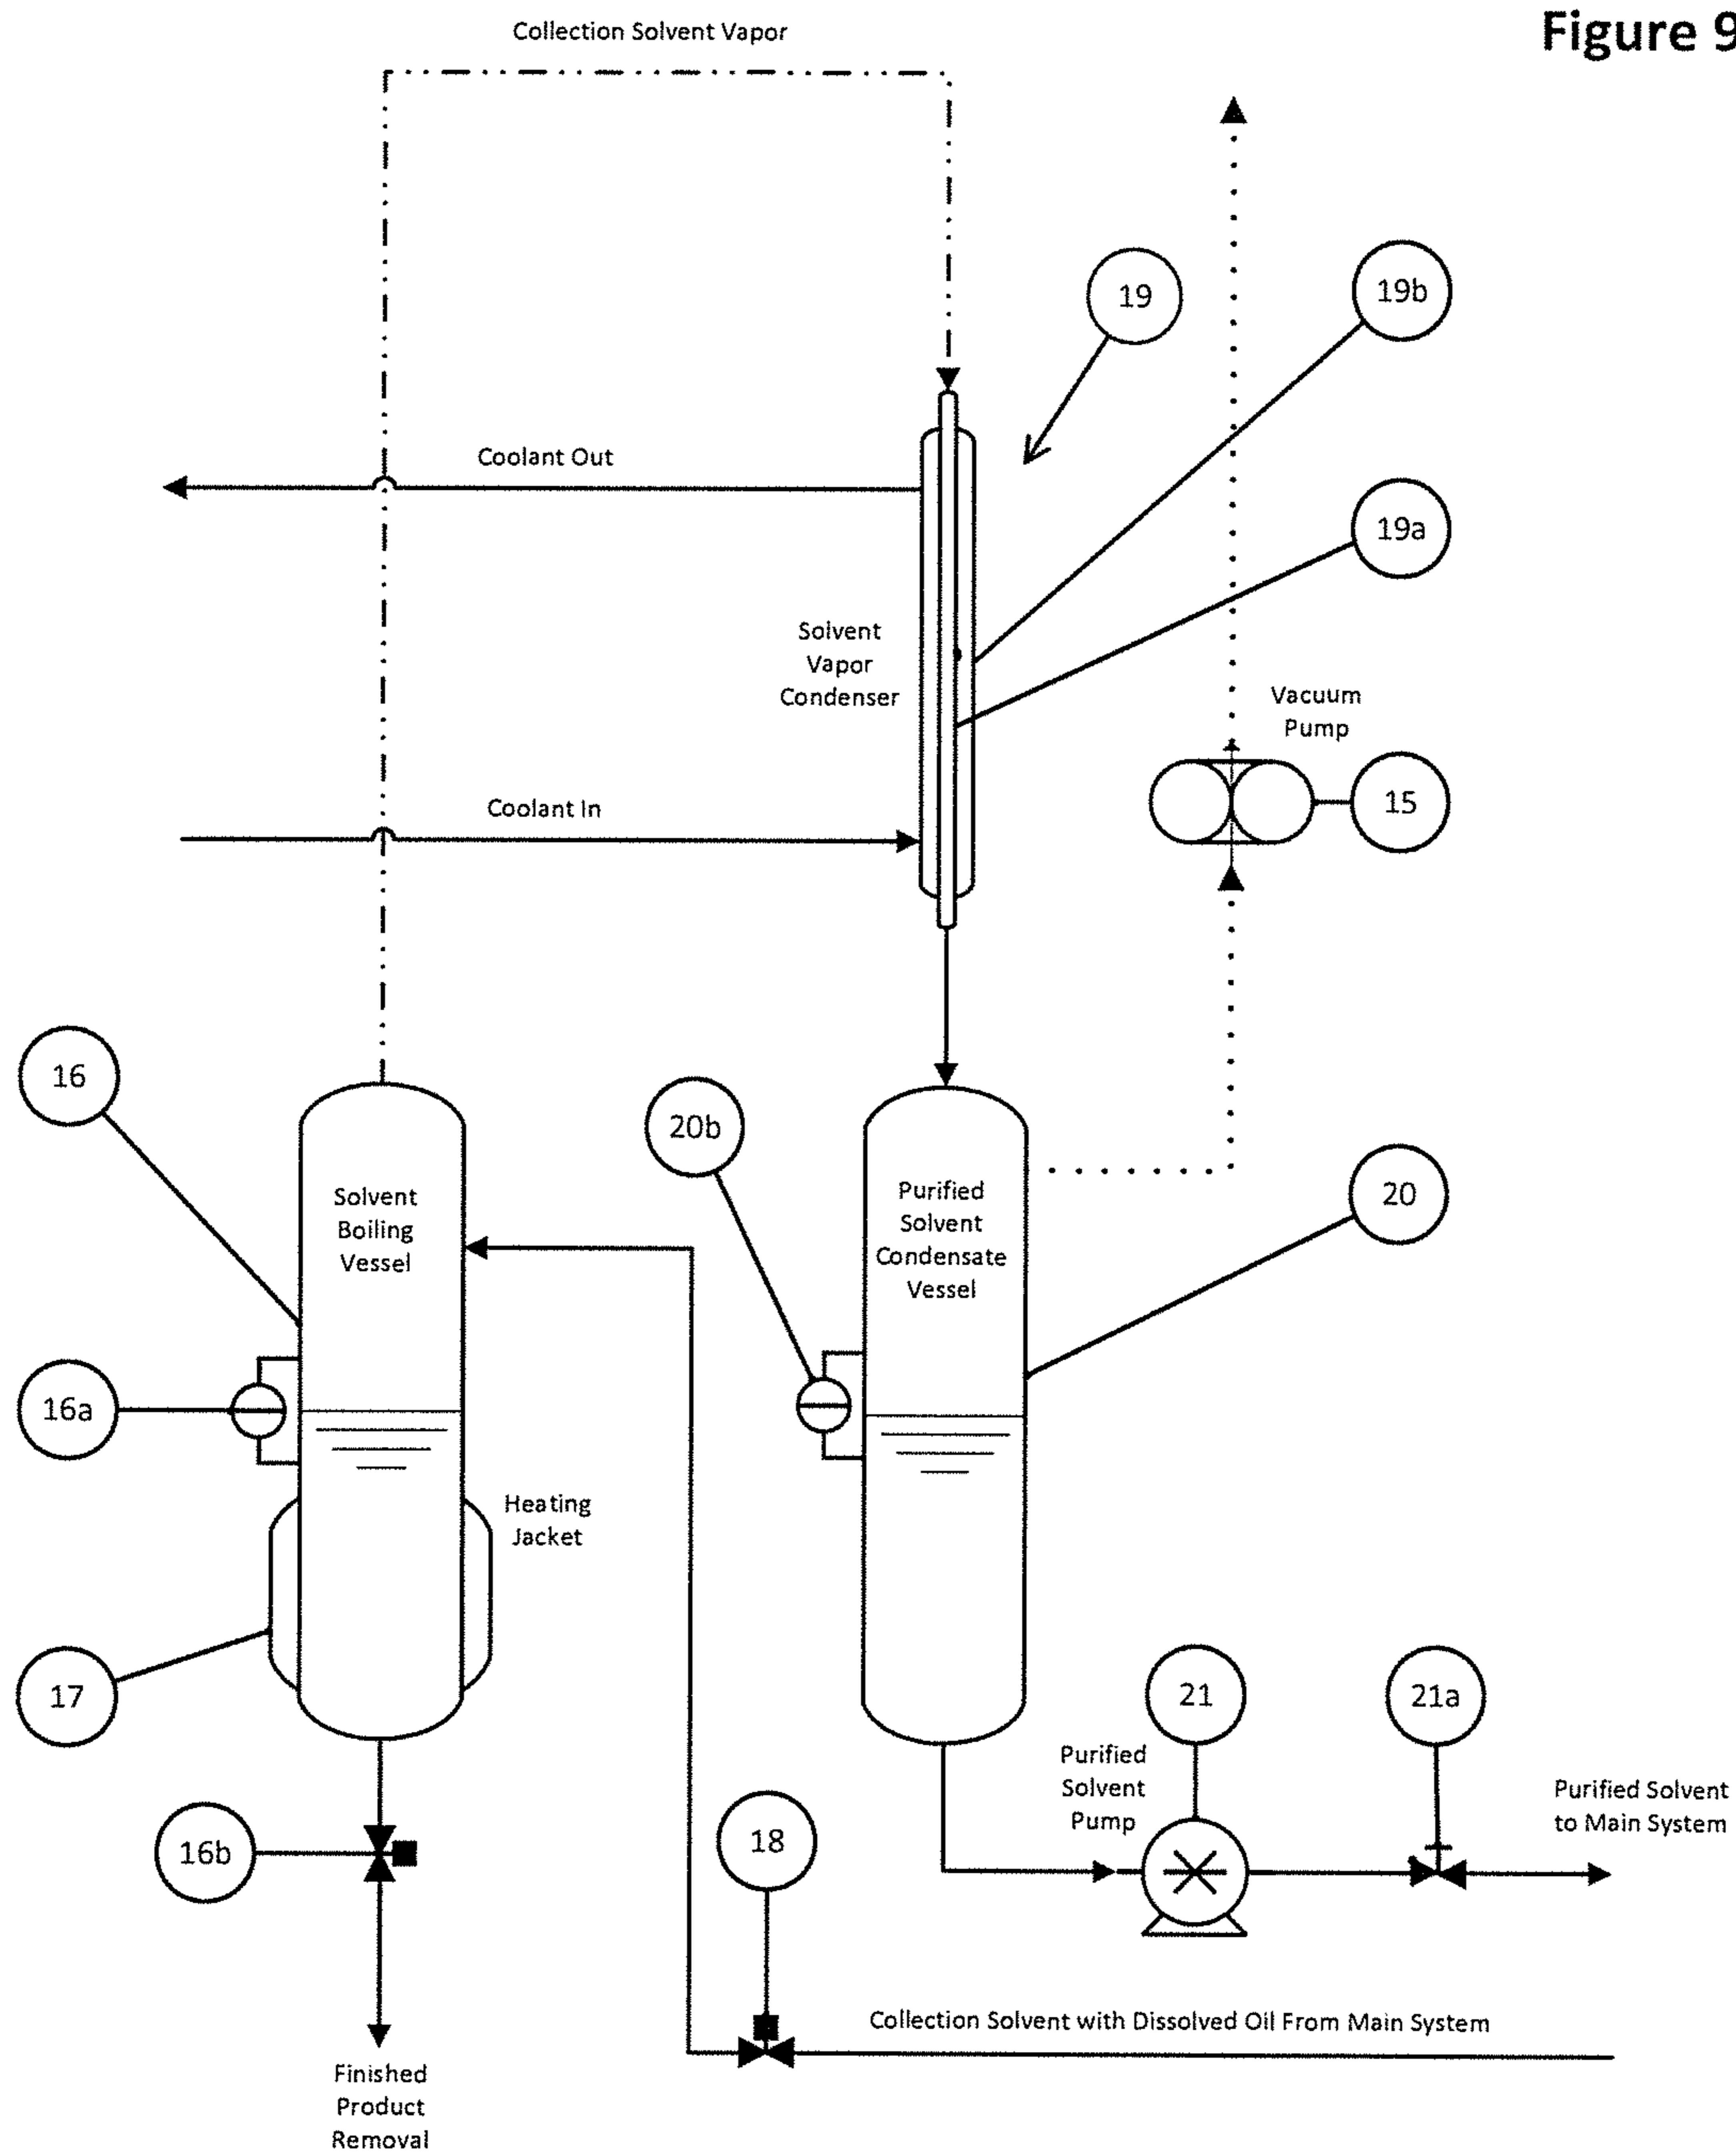 Figure 9
Collection Solvent Vapor
19
19b
Coolant Out
19a
Solvent
Vapor
Condenser
Vacuum
Pump
15
Coolant In
16
20b
20
Solvent
Boiling
Vessel
Purified
Solvent
Condensate
Vessel
16a
Heating
Jacket
17
21
21a
Purified
Solvent
Pump
Purified Solvent
to Main System
16b
18
Collection Solvent with Dissolved Oil From Main System
Finished
Product
Removal